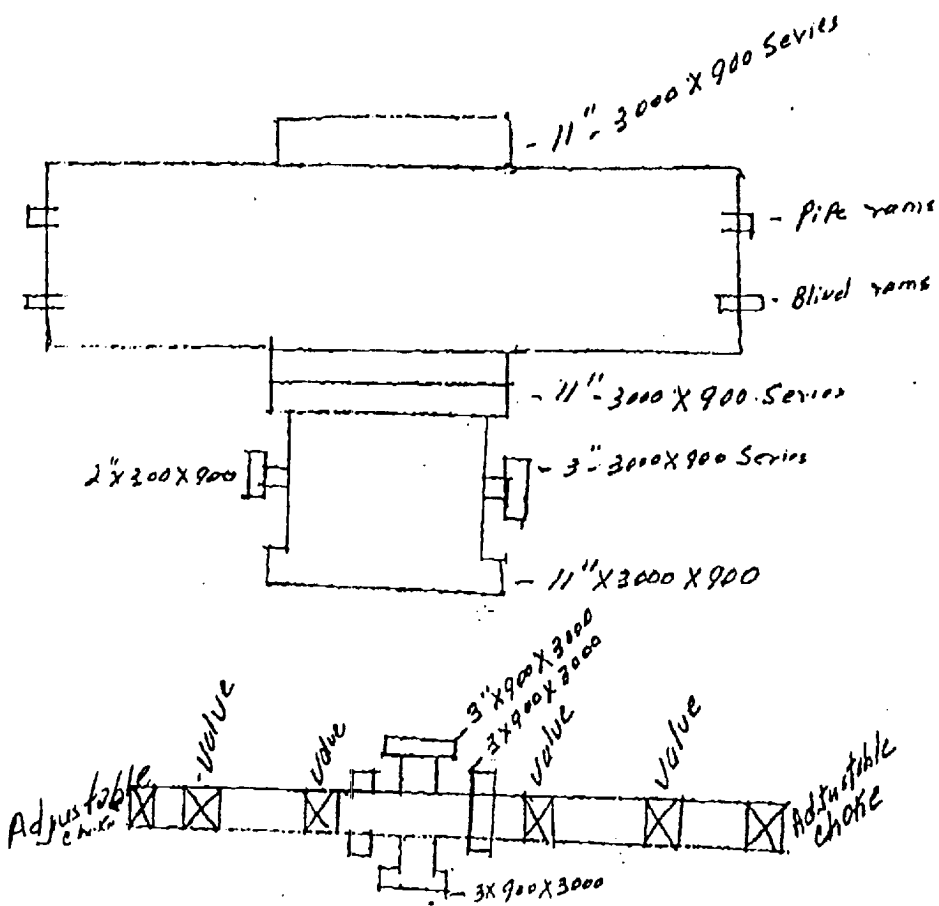 - 11" - 3000 X 900 Series
- Pipe rams
- Blind rams
- 11" - 3000 X 900 Series
2" X 300 X 900
- 3" - 3000 X 900 Series
- 11" X 3000 X 900
3" X 900 X 3000
3 X 900 X 3000
Adjustable choke
- Valve
Valve
Valve
Valve
Adjustable
choke
- 3 X 900 X 3000